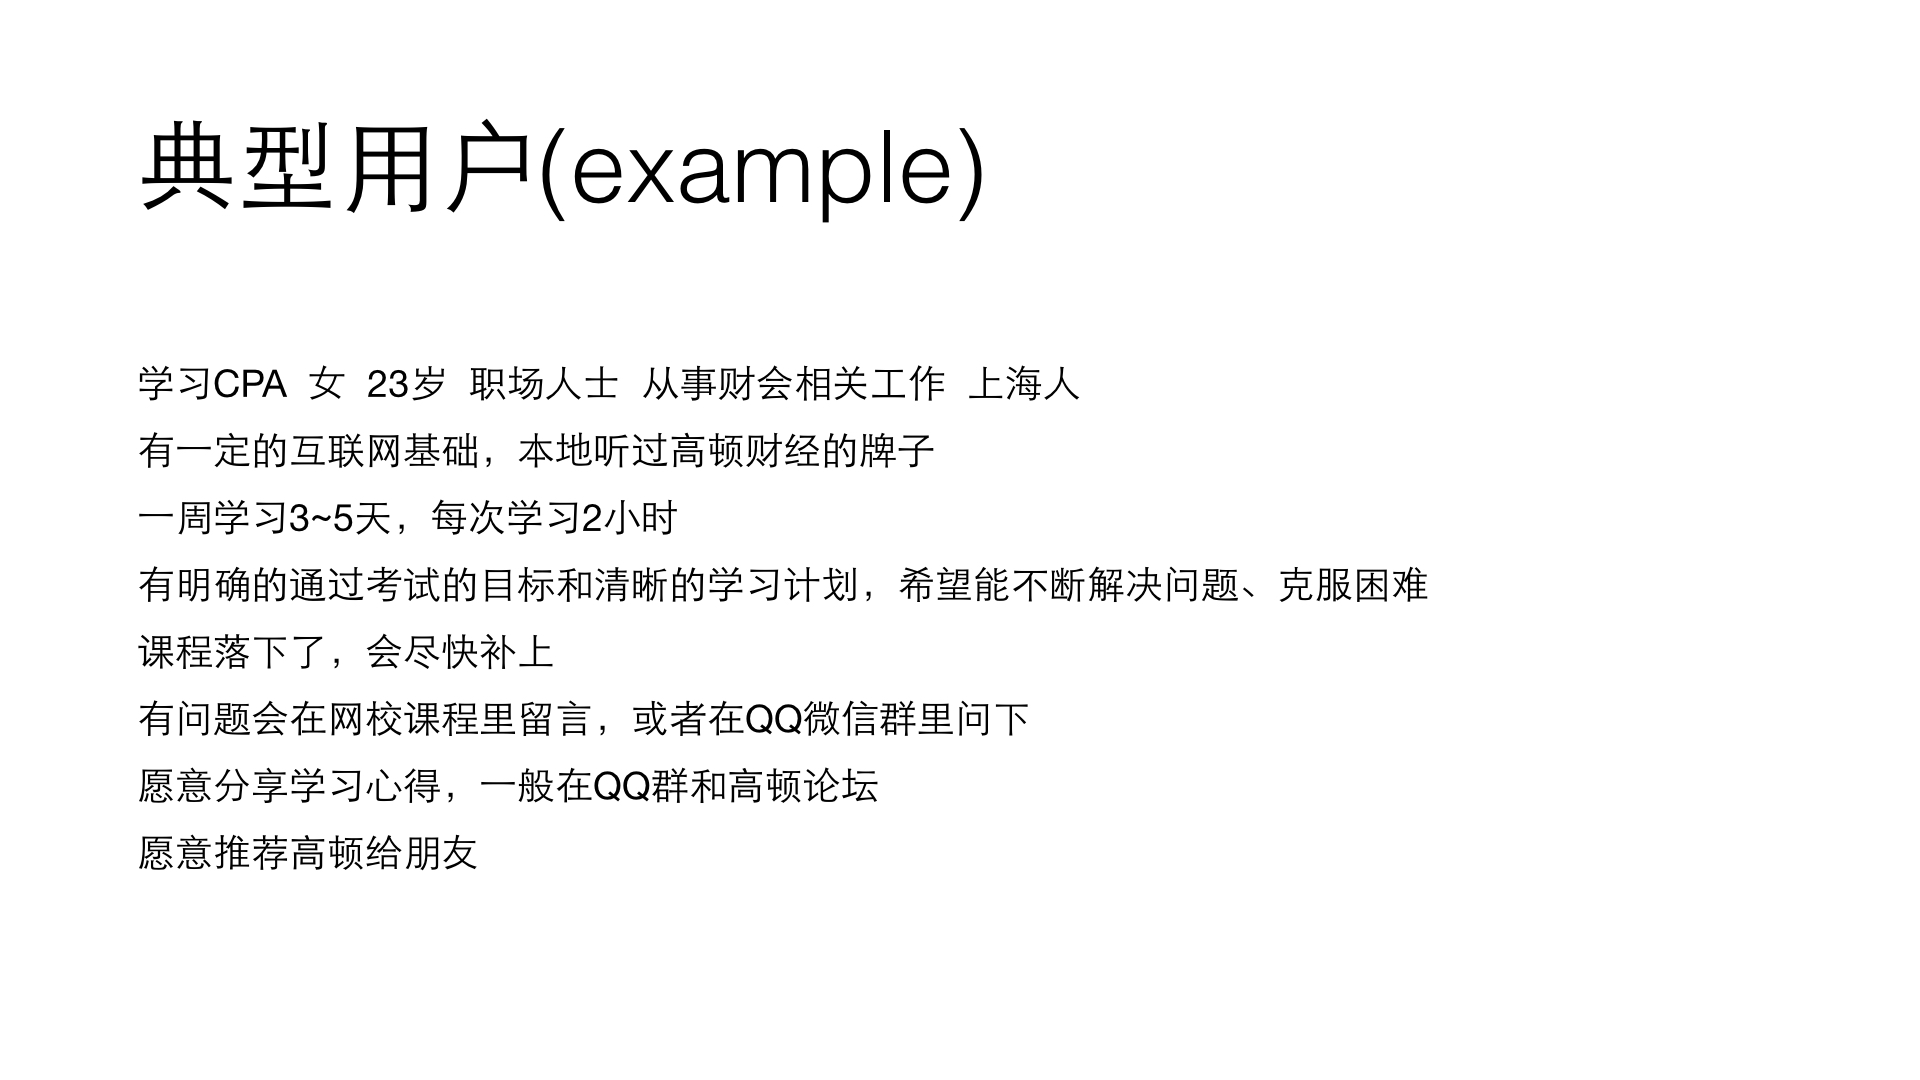 典型用户(example)
学习CPA 女 23岁 职场人士 从事财会相关工作 上海人
有一定的互联网基础，本地听过高顿财经的牌子
一周学习3~5天，每次学习2小时
有明确的通过考试的目标和清晰的学习计划，希望能不断解决问题、克服困难
课程落下了，会尽快补上
有问题会在网校课程里留言，或者在QQ微信群里问下
愿意分享学习心得，一般在QQ群和高顿论坛
愿意推荐高顿给朋友